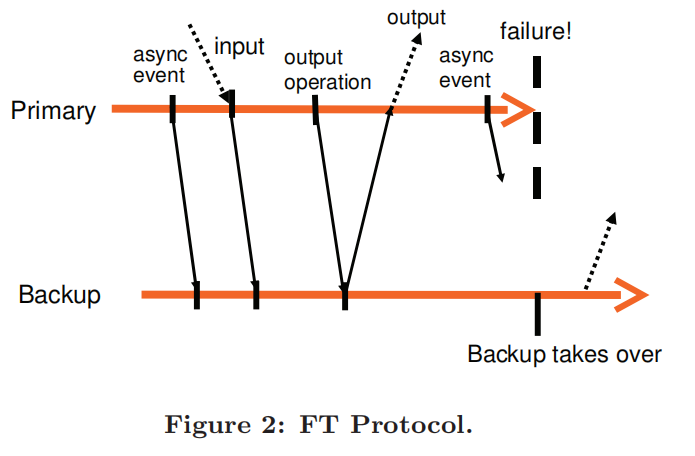 output
failure!
async
event
input
output
operation
async
event
Primary
Backup
Backup takes over
Figure 2: FT Protocol.